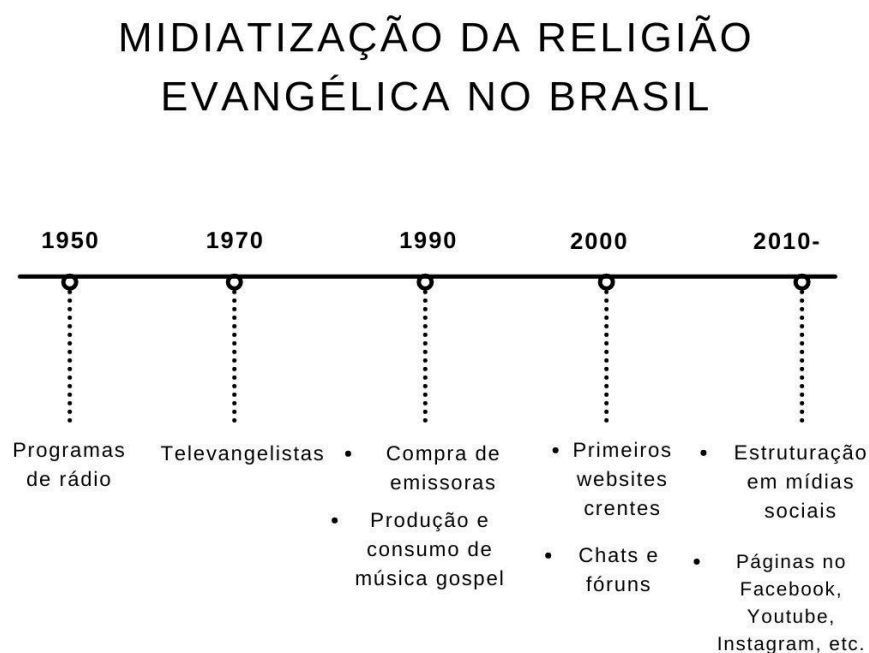 MIDIATIZAÇÃO DA RELIGIÃO
EVANGÉLICA NO BRASIL
1950
1970
1990
2000
2010-
Programas
de rádio
Televangelistas
• Compra de
emissoras
• Produção e
consumo de
música gospel
• Primeiros
websites
crentes
• Chats e
fóruns
• Estruturação
em mídias
sociais
• Páginas no
Facebook,
Youtube,
Instagram, etc.